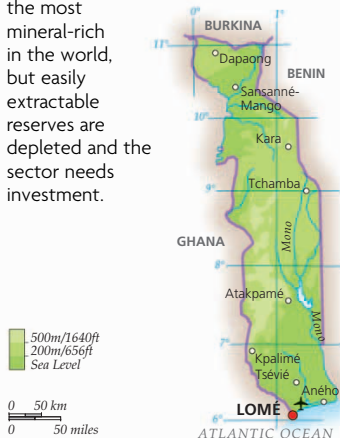 the most
mineral-rich
in the world,
but easily
extractable
reserves are
depleted and the
sector needs
investment.
0° 1°
BURKINA
11°
Dapaong
BENIN
Sansanné-
Mango
10°
Kara
Tchamba
9°
Mono
GHANA
8°
Atakpamé
Mono
500m/1640ft
200m/656ft
Sea Level
7°
Kpalimé
Tsévié
Aného
0 50 km
LOMÉ
6°
0 50 miles
ATLANTIC OCEAN